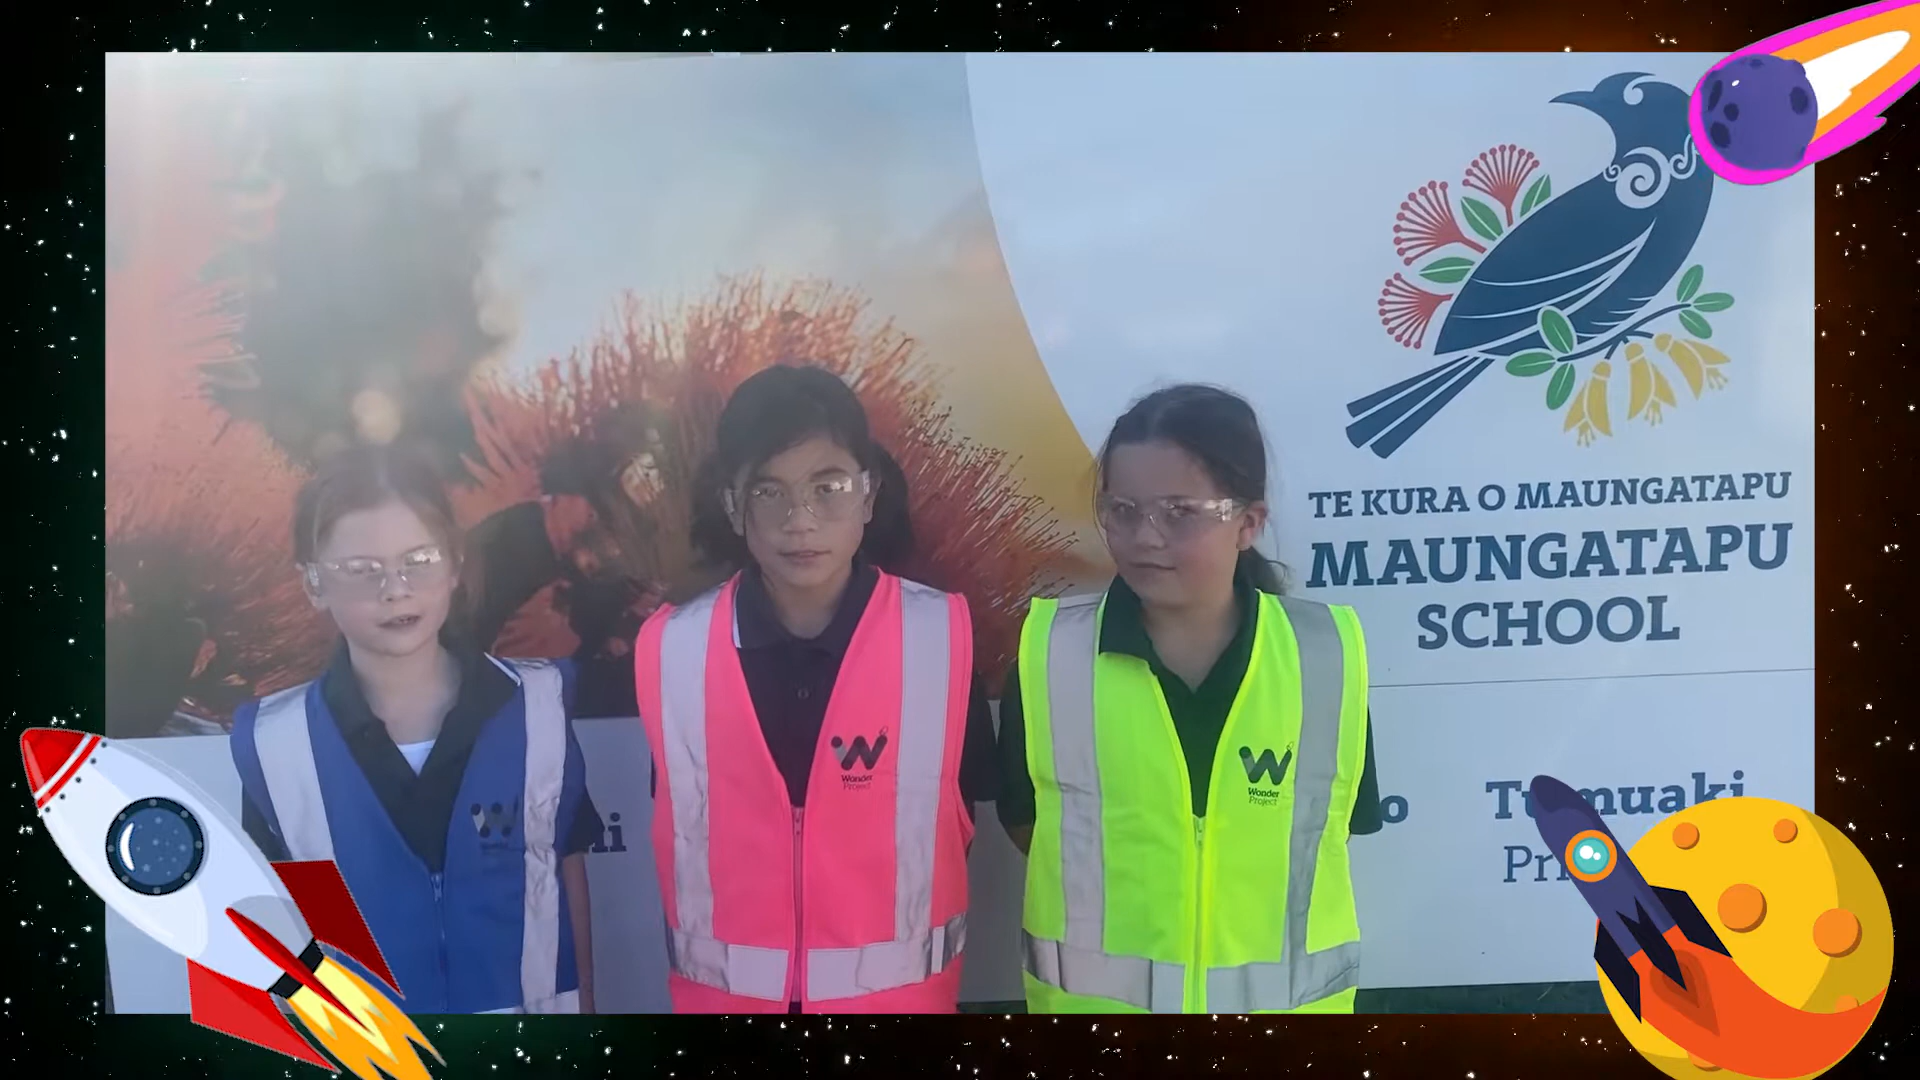 TE KURA O MAUNGATAPU
MAUNGATAPU
SCHOOL
Wonder
Project
Wonder
Project